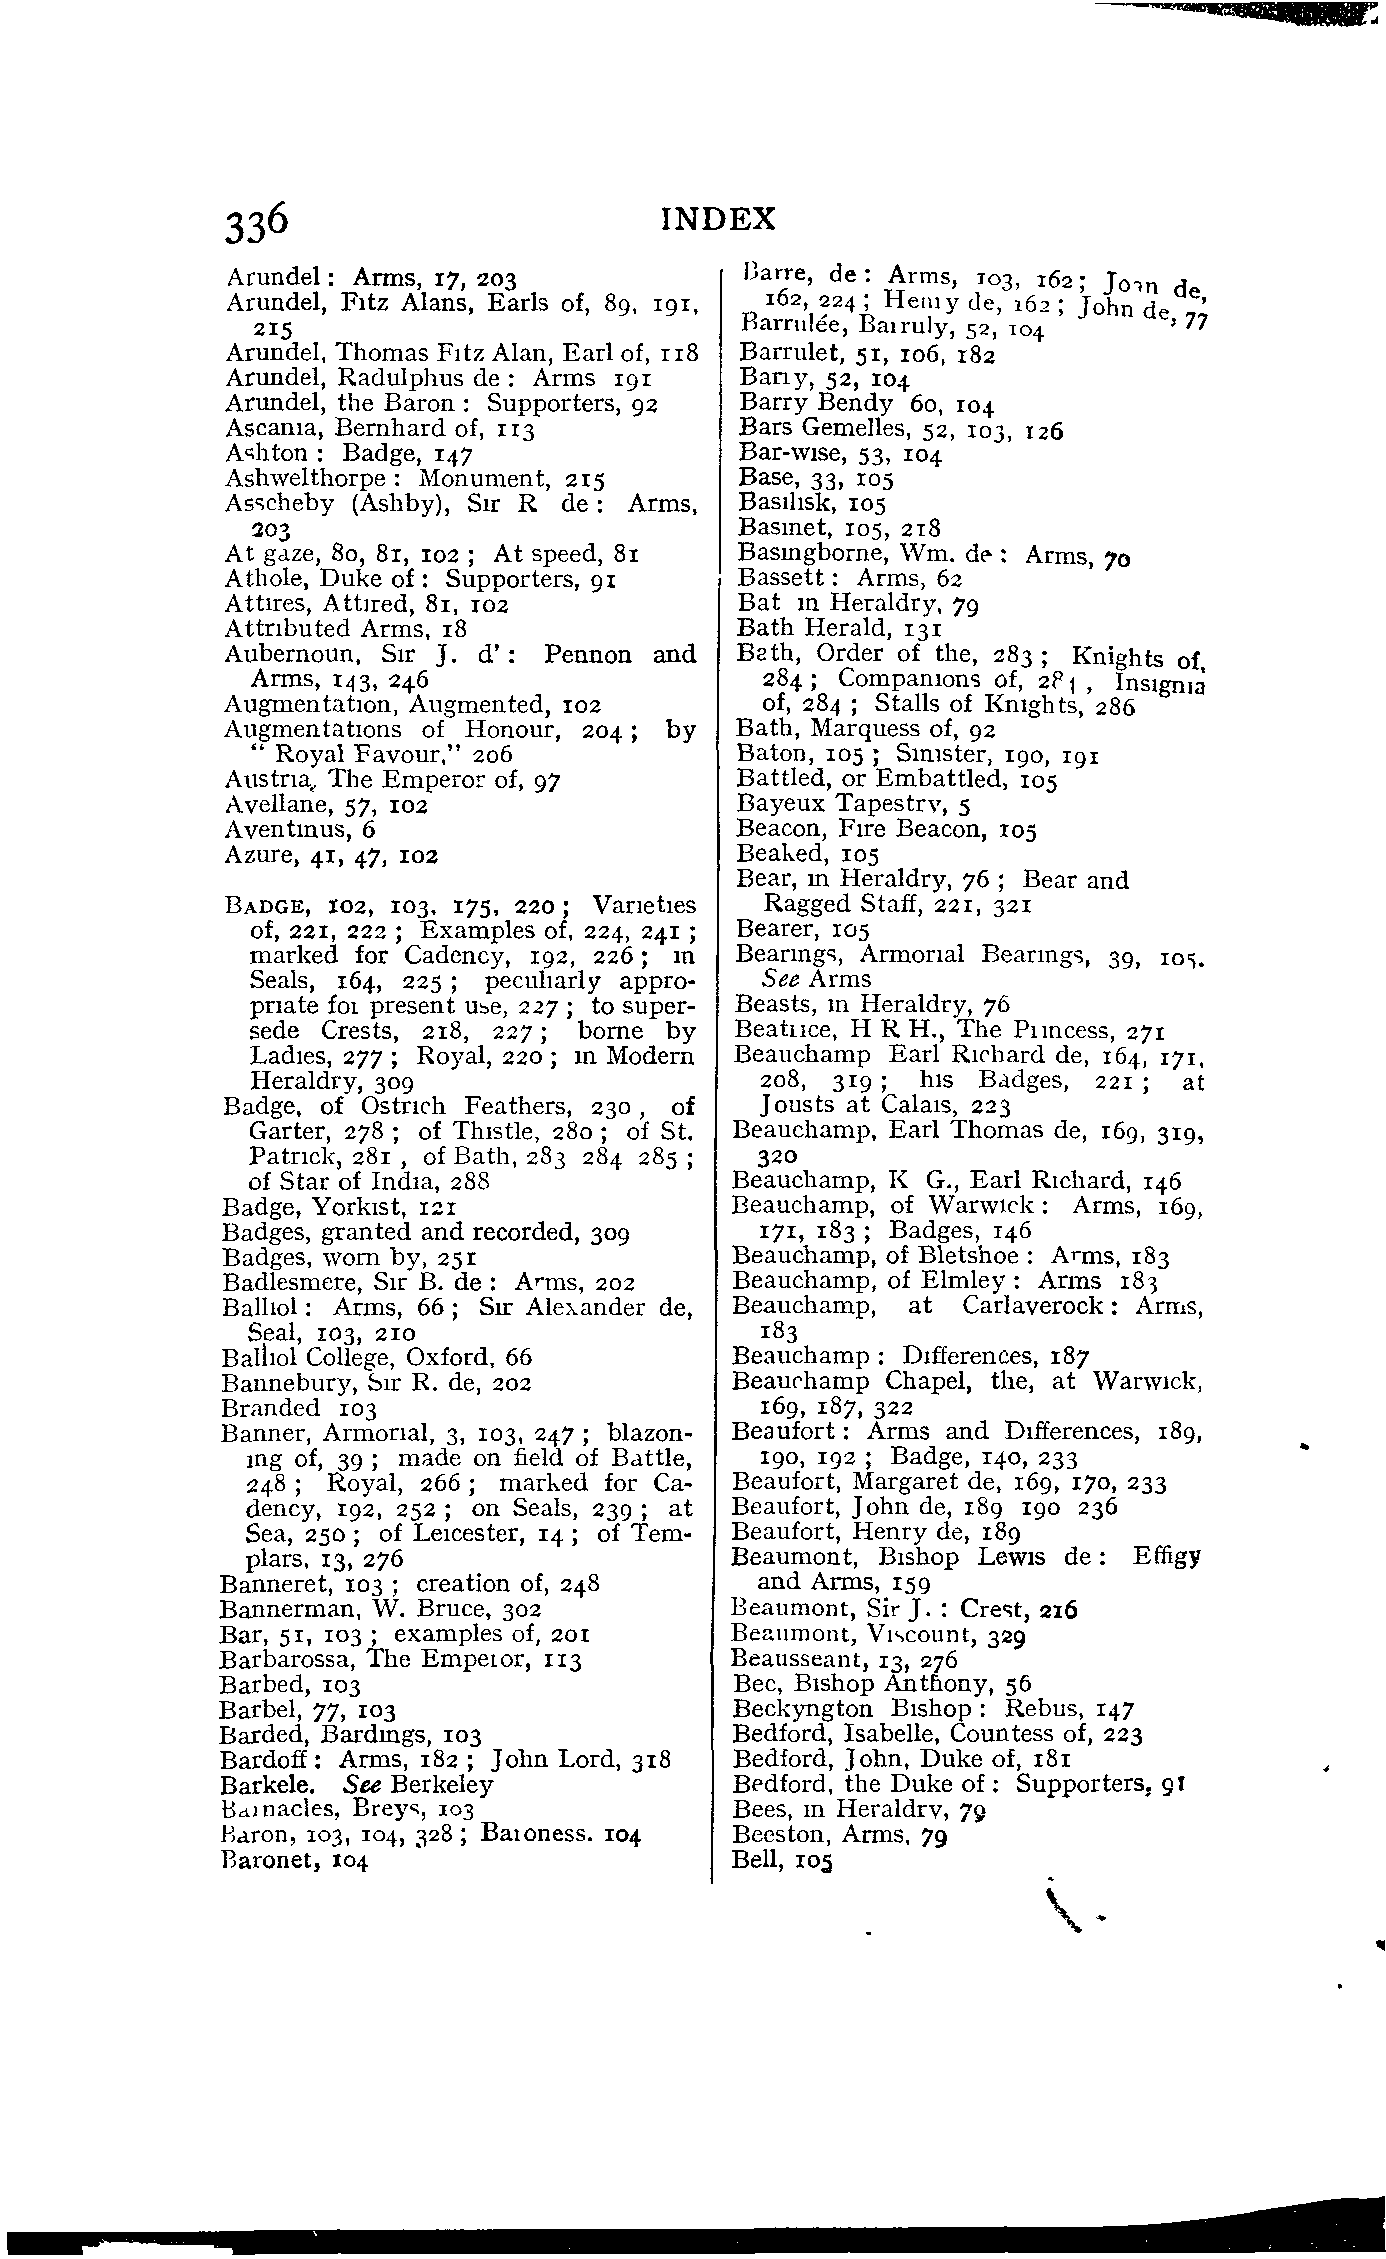 336
INDEX
Arundel: Arms, 17, 203
Arundel, Fitz Alans, Earls of, 89, 191,
215
Arundel, Thomas Fitz Alan, Earl of, 118
Arundel, Radulphus de: Arms 191
Arundel, the Baron: Supporters, 92
Ascania, Bernhard of, 113
Ashton: Badge, 147
Ashwelthorpe: Monument, 215
Asscheby (Ashby), Sir R de: Arms,
203
At gaze, 80, 81, 102; At speed, 81
Athole, Duke of: Supporters, 91
Attires, Attired, 81, 102
Attributed Arms, 18
Aubernoun, Sir J. d': Pennon and
Arms, 143, 246
Augmentation, Augmented, 102
Augmentations of Honour, 204; by
"Royal Favour," 206
Austria, The Emperor of, 97
Avellane, 57, 102
Aventinus, 6
Azure, 41, 47, 102
BADGE, 102, 103, 175, 220; Varieties
of, 221, 222; Examples of, 224, 241;
marked for Cadency, 192, 226; in
Seals, 164, 225; peculiarly appro-
priate for present use, 227; to super-
sede Crests, 218, 227; borne by
Ladies, 277; Royal, 220; in Modern
Heraldry, 309
Badge, of Ostrich Feathers, 230, of
Garter, 278; of Thistle, 280; of St.
Patrick, 281, of Bath, 283 284 285;
of Star of India, 288
Badge, Yorkist, 121
Badges, granted and recorded, 309
Badges, worn by, 251
Badlesmere, Sir B. de: Arms, 202
Balliol: Arms, 66; Sir Alexander de,
Seal, 103, 210
Balliol College, Oxford, 66
Bannebury, Sir R. de, 202
Branded 103
Banner, Armorial, 3, 103, 247; blazon-
ing of, 39; made on field of Battle,
248; Royal, 266; marked for Ca-
dency, 192, 252; on Seals, 239; at
Sea, 250; of Leicester, 14; of Tem-
plars, 13, 276
Banneret, 103; creation of, 248
Bannerman, W. Bruce, 302
Bar, 51, 103; examples of, 201
Barbarossa, The Emperor, 113
Barbed, 103
Barbel, 77, 103
Barded, Bardings, 103
Bardoff: Arms, 182; John Lord, 318
Barkele. See Berkeley
Barnacles, Breys, 103
Baron, 103, 104, 328; Baroness. 104
Baronet, 104
Barre, de: Arms, 103, 162; John de,
162, 224; Henry de, 162; John de, 77
Barrulée, Barruly, 52, 104
Barrulet, 51, 106, 182
Barry, 52, 104
Barry Bendy 60, 104
Bars Gemelles, 52, 103, 126
Bar-wise, 53, 104
Base, 33, 105
Basilisk, 105
Basinet, 105, 218
Basingborne, Wm. de: Arms, 70
Bassett: Arms, 62
Bat in Heraldry, 79
Bath Herald, 131
Bath, Order of the, 283; Knights of,
284; Companions of, 284, Insignia
of, 284; Stalls of Knights, 286
Bath, Marquess of, 92
Baton, 105; Sinister, 190, 191
Battled, or Embattled, 105
Bayeux Tapestry, 5
Beacon, Fire Beacon, 105
Beaked, 105
Bear, in Heraldry, 76; Bear and
Ragged Staff, 221, 321
Bearer, 105
Bearings, Armorial Bearings, 39, 105.
See Arms
Beasts, in Heraldry, 76
Beatrice, H R H., The Princess, 271
Beauchamp Earl Richard de, 164, 171,
208, 319; his Badges, 221; at
Jousts at Calais, 223
Beauchamp, Earl Thomas de, 169, 319,
320
Beauchamp, K G., Earl Richard, 146
Beauchamp, of Warwick: Arms, 169,
171, 183; Badges, 146
Beauchamp, of Bletshoe: Arms, 183
Beauchamp, of Elmley: Arms 183
Beauchamp, at Carlaverock: Arms,
183
Beauchamp: Differences, 187
Beauchamp Chapel, the, at Warwick,
169, 187, 322
Beaufort: Arms and Differences, 189,
190, 192; Badge, 140, 233
Beaufort, Margaret de, 169, 170, 233
Beaufort, John de, 189 190 236
Beaufort, Henry de, 189
Beaumont, Bishop Lewis de: Effigy
and Arms, 159
Beaumont, Sir J.: Crest, 216
Beaumont, Viscount, 329
Beausseant, 13, 276
Bec, Bishop Anthony, 56
Beckyngton Bishop: Rebus, 147
Bedford, Isabelle, Countess of, 223
Bedford, John, Duke of, 181
Bedford, the Duke of: Supporters, 91
Bees, in Heraldry, 79
Beeston, Arms, 79
Bell, 105